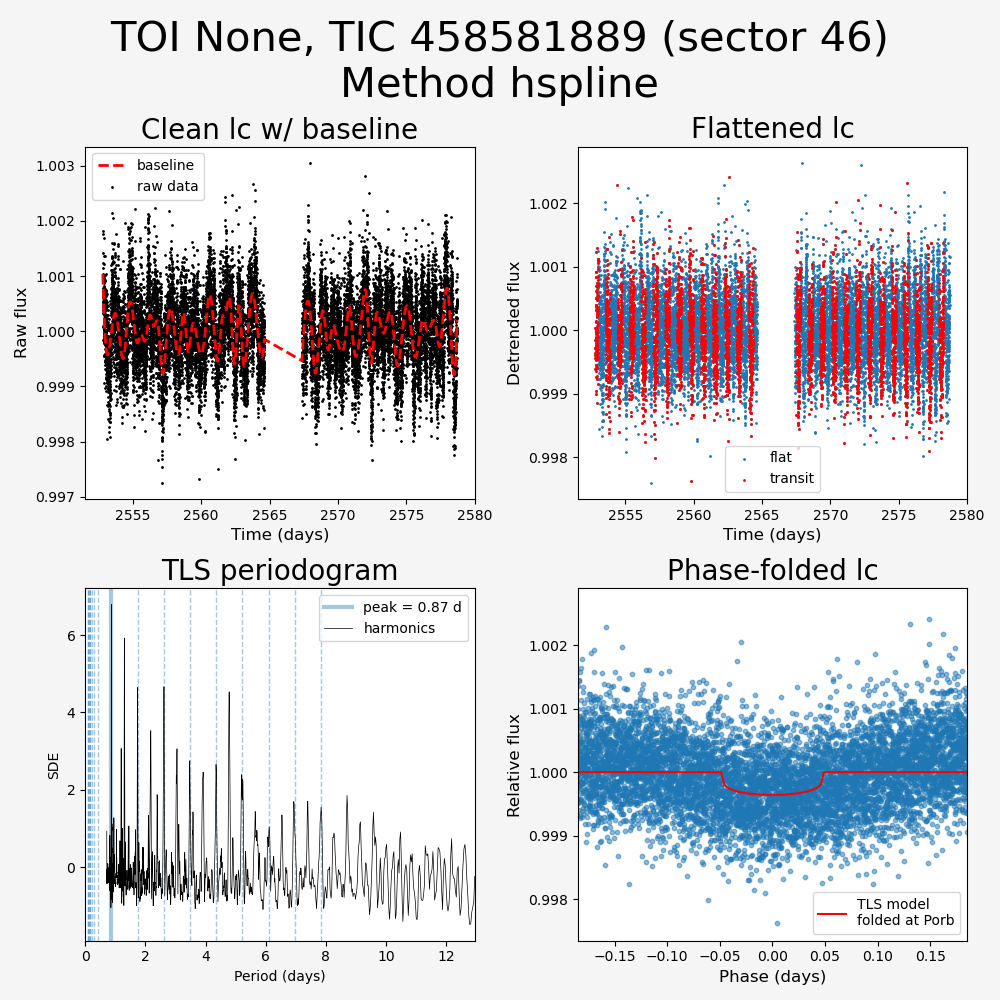 TOI None, TIC 458581889 (sector 46)
Method hspline
Clean lc w/ baseline
baseline
raw data
1.003
1.002
1.001
1.000
0.999
0.998
0.997
Raw flux
2555
2560
2565
2570
2575
2580
Time (days)
Flattened lc
1.002
1.001
1.000
0.999
0.998
Detrended flux
flat
transit
2555
2560
2565
2570
2575
2580
Time (days)
TLS periodogram
peak = 0.87 d
harmonics
6
4
2
0
SDE
0
2
4
6
8
10
12
Period (days)
Phase-folded lc
1.002
1.001
1.000
0.999
0.998
Relative flux
TLS model
folded at Porb
−0.15
−0.10
−0.05
0.00
0.05
0.10
0.15
Phase (days)